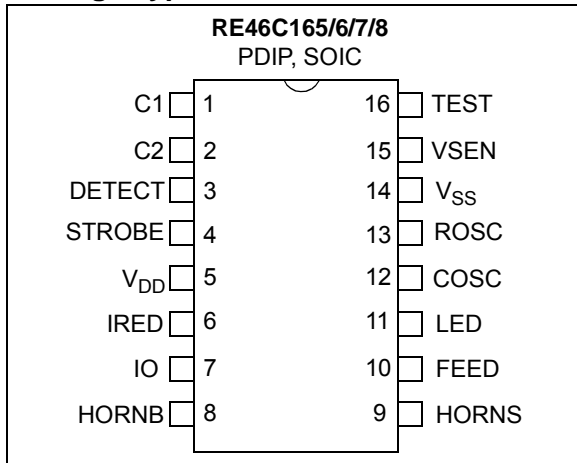 RE46C165/6/7/8
PDIP, SOIC
C1 1 16 TEST
C2 2 15 VSEN
DETECT 3 14 VSS
STROBE 4 13 ROSC
VDD 5 12 COSC
IRED 6 11 LED
IO 7 10 FEED
HORNB 8 9 HORNS